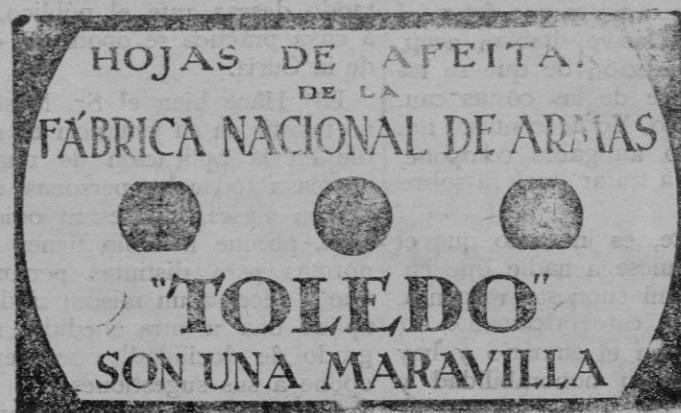 HOJAS DE AFEITAR
DE LA
FÁBRICA NACIONAL DE ARMAS
"TOLEDO"
SON UNA MARAVILLA